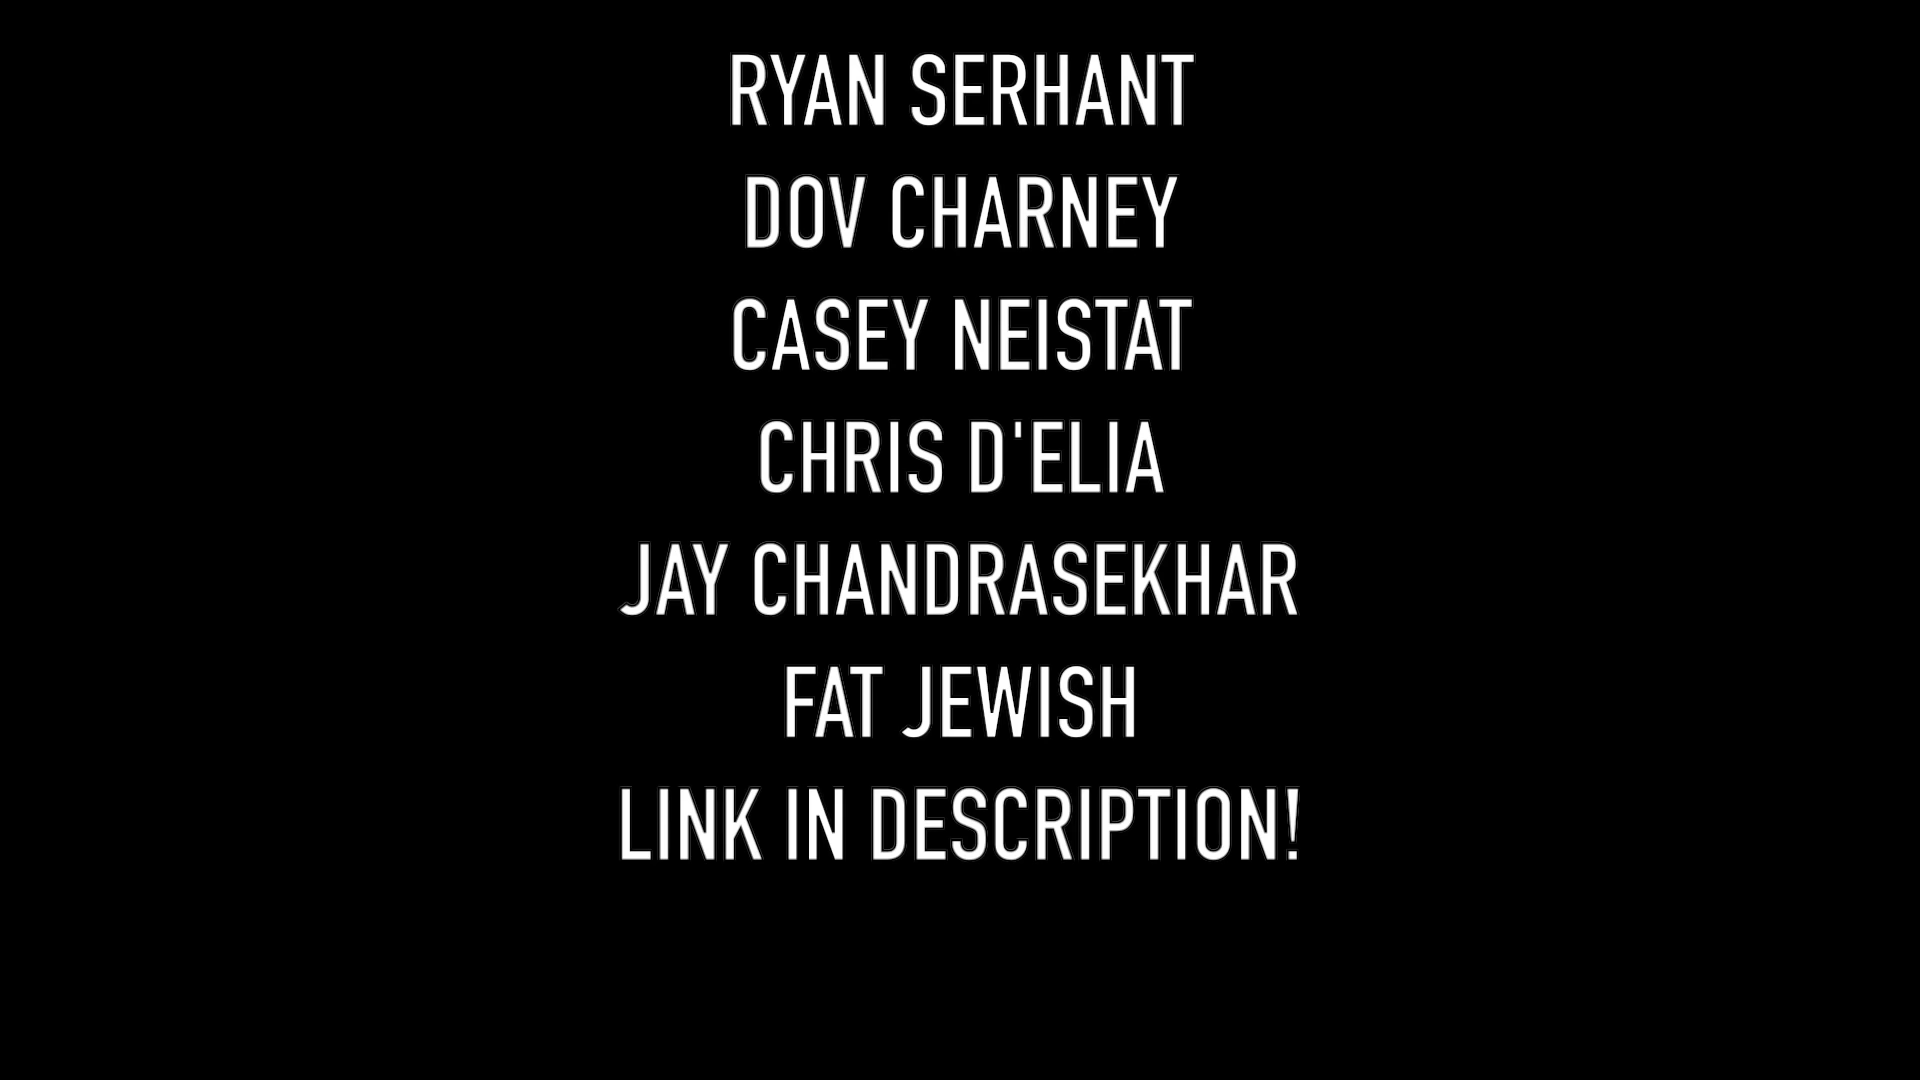 RYAN SERHANT
DOV CHARNEY
CASEY NEISTAT
CHRIS D'ELIA
JAY CHANDRASEKHAR
FAT JEWISH
LINK IN DESCRIPTION!